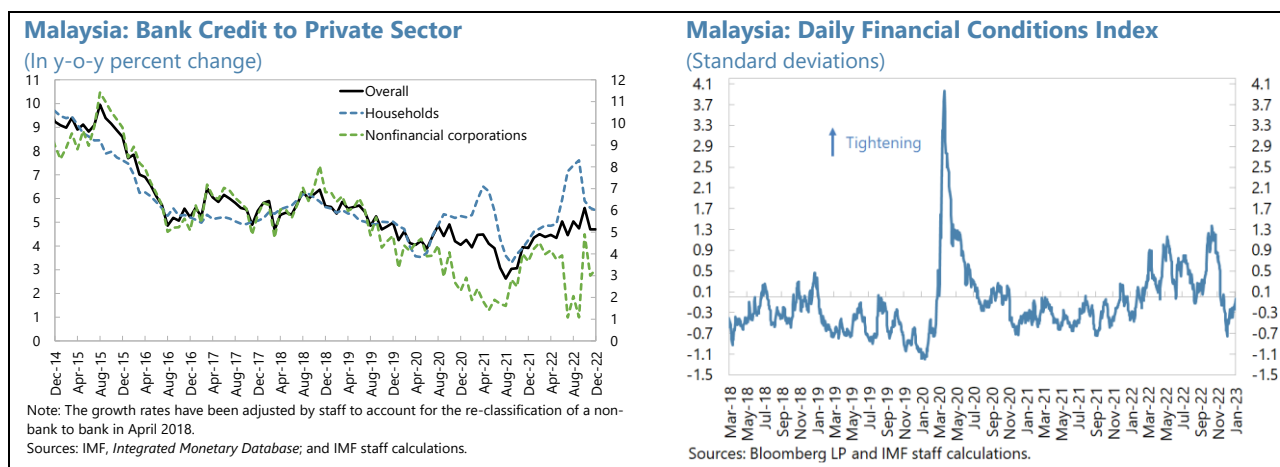 Malaysia: Bank Credit to Private Sector
(In y-o-y percent change)
11
10
9
8
7
6
5
4
3
2
1
0
12
11
10
9
8
7
6
5
4
3
2
1
0
Overall
Households
Nonfinancial corporations
Dec-14
Apr-15
Aug-15
Dec-15
Apr-16
Aug-16
Dec-16
Apr-17
Aug-17
Dec-17
Apr-18
Aug-18
Dec-18
Apr-19
Aug-19
Dec-19
Apr-20
Aug-20
Dec-20
Apr-21
Aug-21
Dec-21
Apr-22
Aug-22
Dec-22
Note: The growth rates have been adjusted by staff to account for the re-classification of a non-
bank to bank in April 2018.
Sources: IMF, Integrated Monetary Database; and IMF staff calculations.
Malaysia: Daily Financial Conditions Index
(Standard deviations)
4.1
3.7
3.3
2.9
2.5
2.1
1.7
1.3
0.9
0.5
0.1
-0.3
-0.7
-1.1
-1.5
4.1
3.7
3.3
2.9
2.5
2.1
1.7
1.3
0.9
0.5
0.1
-0.3
-0.7
-1.1
-1.5
Tightening
Mar-18
May-18
Jul-18
Sep-18
Nov-18
Jan-19
Mar-19
May-19
Jul-19
Sep-19
Nov-19
Jan-20
Mar-20
May-20
Jul-20
Sep-20
Nov-20
Jan-21
Mar-21
May-21
Jul-21
Sep-21
Nov-21
Jan-22
Mar-22
May-22
Jul-22
Sep-22
Nov-22
Jan-23
Sources: Bloomberg LP and IMF staff calculations.